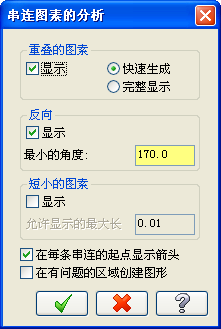 串连图素的分析
重叠的图素
显示
快速生成
完整显示
反向
显示
最小的角度:
170.0
短小的图素
显示
允许显示的最大长
0.01
在每条串连的起点显示箭头
在有问题的区域创建图形